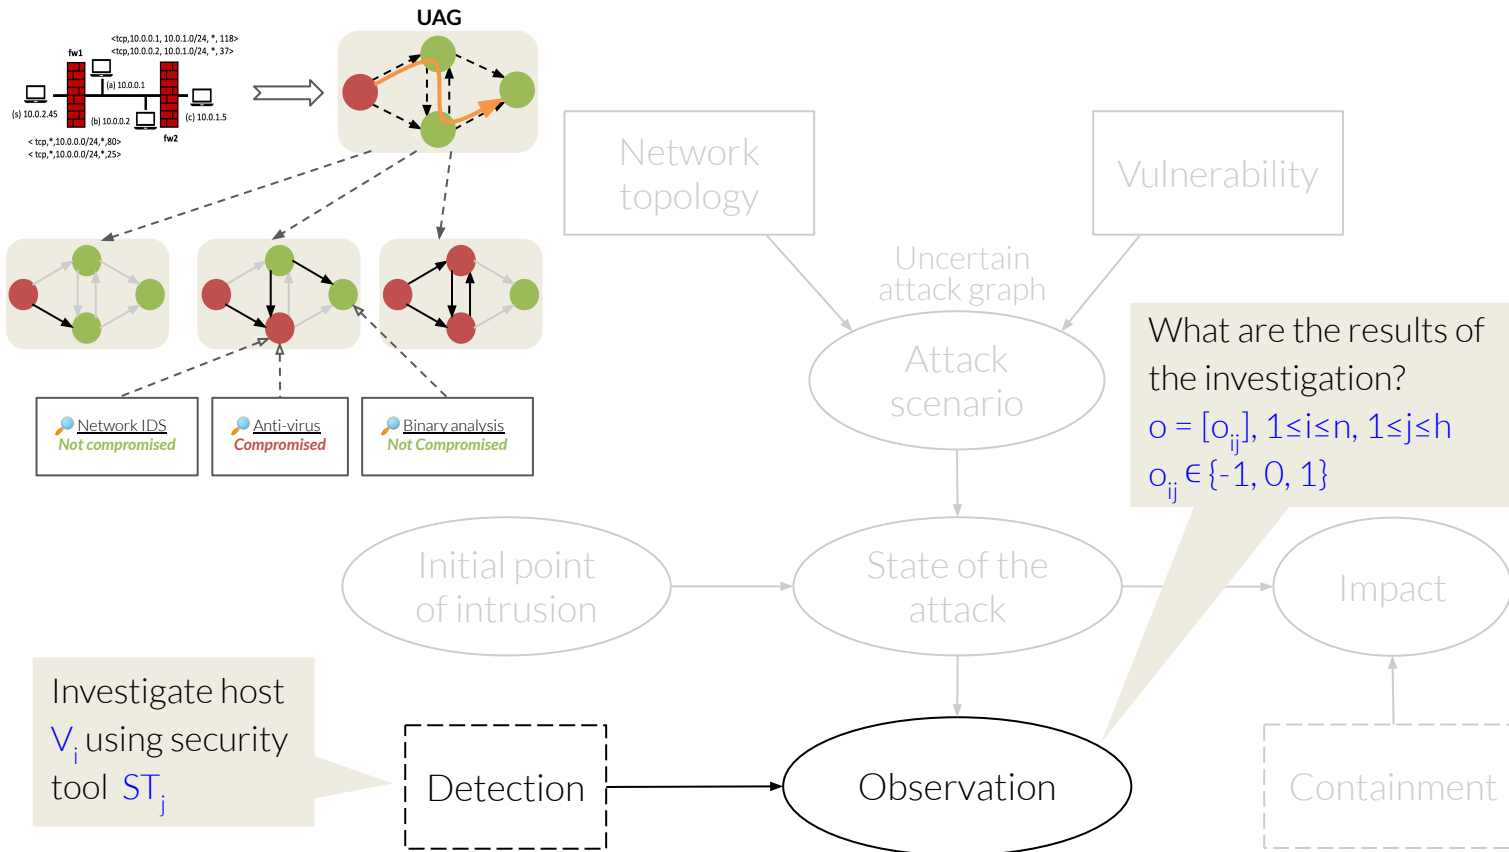 UAG
<tcp,10.0.0.1, 10.0.1.0/24, *, 118>
<tcp,10.0.0.2, 10.0.1.0/24, *, 37>
fw1
(a) 10.0.0.1
(s) 10.0.2.45
(b) 10.0.0.2
(c) 10.0.1.5
fw2
< tcp,*,10.0.0.0/24,*,80>
< tcp,*,10.0.0.0/24,*,25>
Network IDS
Not compromised
Anti-virus
Compromised
Binary analysis
Not Compromised
Network
topology
Vulnerability
Uncertain
attack graph
Attack
scenario
What are the results of
the investigation?
o = [o_ij], 1≤i≤n, 1≤j≤h
o_ij ∈ {-1, 0, 1}
Initial point
of intrusion
State of the
attack
Impact
Investigate host
V_i using security
tool ST_j
Detection
Observation
Containment